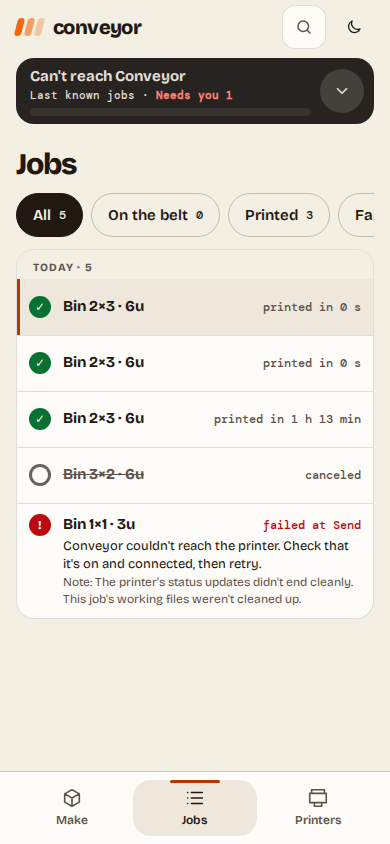 conveyor
Can't reach Conveyor
Last known jobs · Needs you 1
Jobs
All 5
On the belt 0
Printed 3
Fa
TODAY · 5
✓ Bin 2×3 · 6u printed in 0 s
✓ Bin 2×3 · 6u printed in 0 s
✓ Bin 2×3 · 6u printed in 1 h 13 min
Bin 3×2 · 6u canceled
! Bin 1×1 · 3u failed at Send
Conveyor couldn't reach the printer. Check that
it's on and connected, then retry.
Note: The printer's status updates didn't end cleanly.
This job's working files weren't cleaned up.
Make
Jobs
Printers